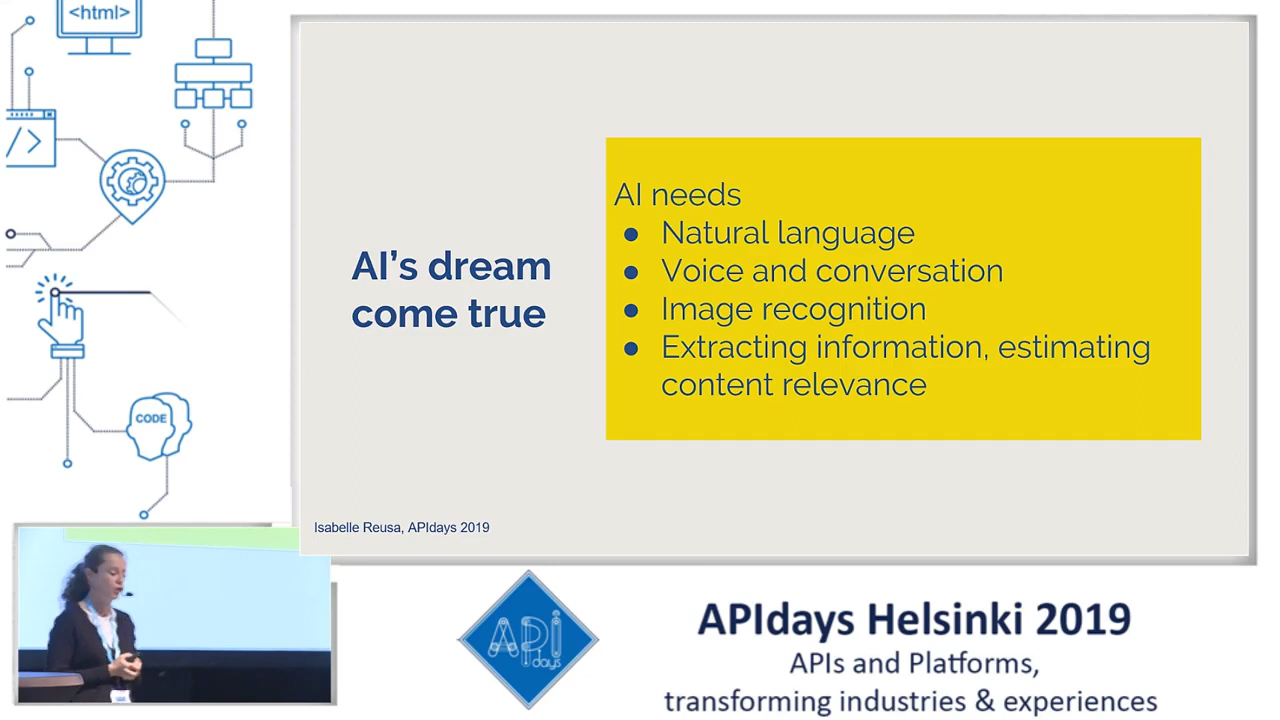 <html>
</>
CODE
AI's dream
come true
AI needs
● Natural language
● Voice and conversation
● Image recognition
● Extracting information, estimating
content relevance
Isabelle Reusa, APIdays 2019
API
days
APIdays Helsinki 2019
APIs and Platforms,
transforming industries & experiences